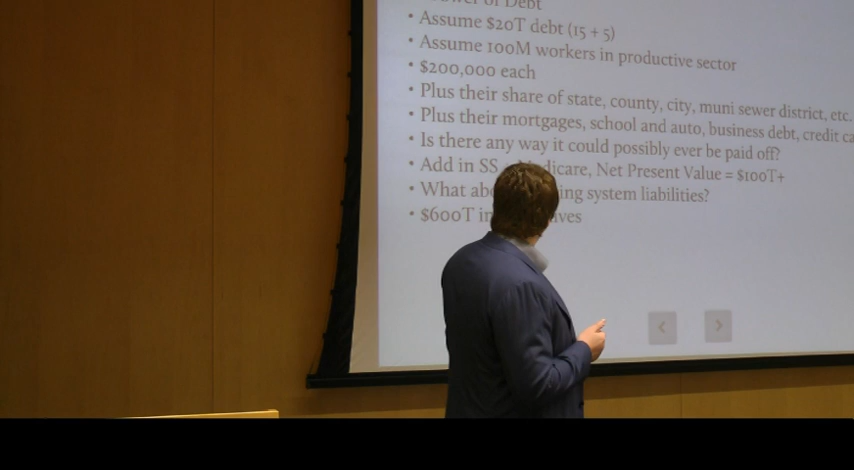 of Debt
• Assume $20T debt (15 + 5)
• Assume 100M workers in productive sector
• $200,000 each
• Plus their share of state, county, city, muni sewer district, etc.
• Plus their mortgages, school and auto, business debt, credit
• Is there any way it could possibly ever be paid off?
• Add in SS Net Present Value = $100T+
• What system liabilities?
• $600T